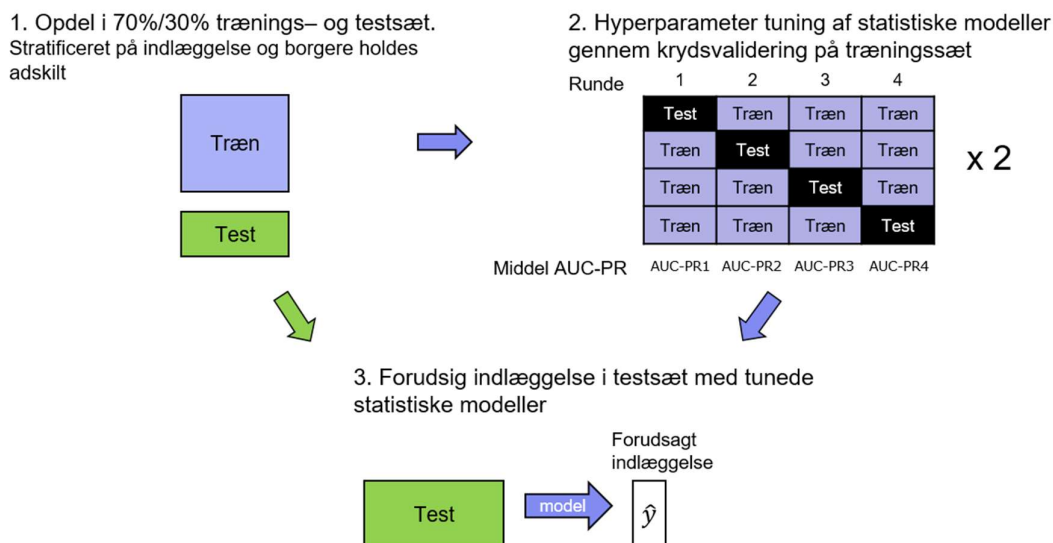 1. Opdel i 70%/30% trænings– og testsæt.
Stratificeret på indlæggelse og borgere holdes
adskilt
Træn
Test
2. Hyperparameter tuning af statistiske modeller
gennem krydsvalidering på træningssæt
Runde 1 2 3 4
Test Træn Træn Træn
Træn Test Træn Træn
Træn Træn Test Træn
Træn Træn Træn Test
x 2
Middel AUC-PR AUC-PR1 AUC-PR2 AUC-PR3 AUC-PR4
3. Forudsig indlæggelse i testsæt med tunede
statistiske modeller
Forudsagt
indlæggelse
Test
model
ŷ